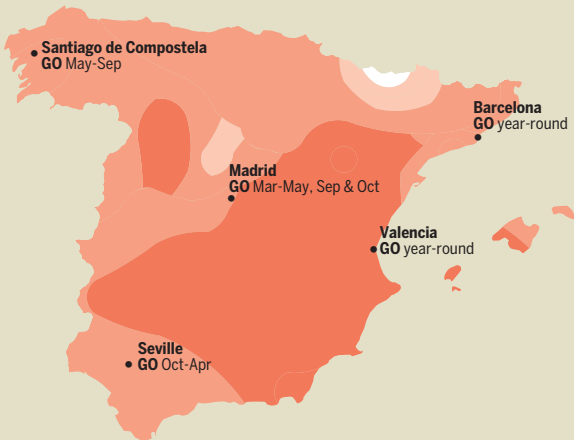 Santiago de Compostela
GO May-Sep
Barcelona
GO year-round
Madrid
GO Mar-May, Sep & Oct
Valencia
GO year-round
Seville
GO Oct-Apr